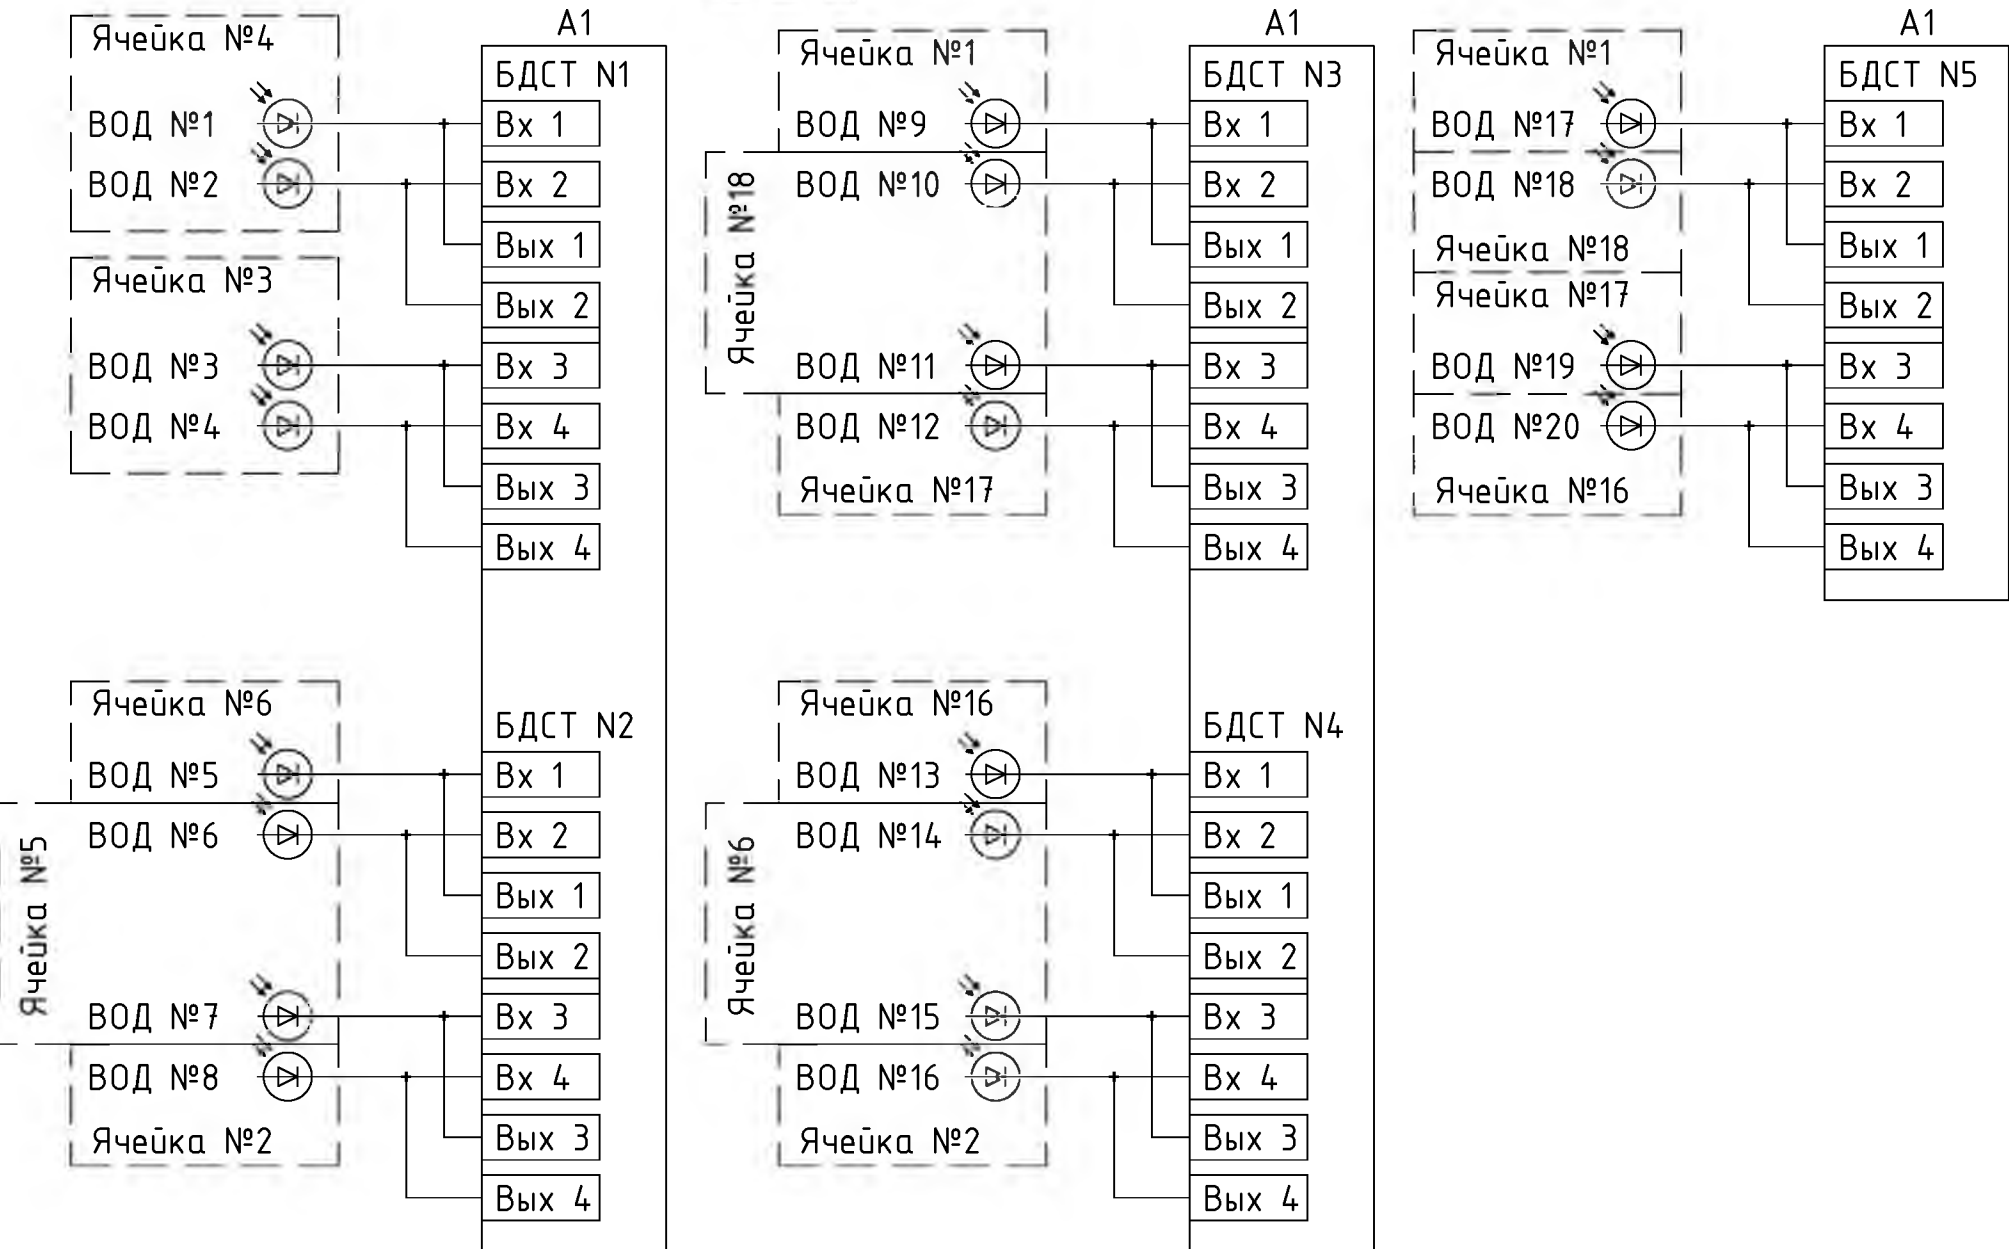 Ячейка №4
ВОД №1
ВОД №2
Ячейка №3
ВОД №3
ВОД №4
А1
БДСТ N1
Вх 1
Вх 2
Вых 1
Вых 2
Вх 3
Вх 4
Вых 3
Вых 4
Ячейка №6
ВОД №5
Ячейка №5
ВОД №6
ВОД №7
ВОД №8
Ячейка №2
БДСТ N2
Вх 1
Вх 2
Вых 1
Вых 2
Вх 3
Вх 4
Вых 3
Вых 4
Ячейка №1
ВОД №9
Ячейка №18
ВОД №10
ВОД №11
ВОД №12
Ячейка №17
А1
БДСТ N3
Вх 1
Вх 2
Вых 1
Вых 2
Вх 3
Вх 4
Вых 3
Вых 4
Ячейка №16
ВОД №13
Ячейка №6
ВОД №14
ВОД №15
ВОД №16
Ячейка №2
БДСТ N4
Вх 1
Вх 2
Вых 1
Вых 2
Вх 3
Вх 4
Вых 3
Вых 4
Ячейка №1
ВОД №17
ВОД №18
Ячейка №18
Ячейка №17
ВОД №19
ВОД №20
Ячейка №16
А1
БДСТ N5
Вх 1
Вх 2
Вых 1
Вых 2
Вх 3
Вх 4
Вых 3
Вых 4